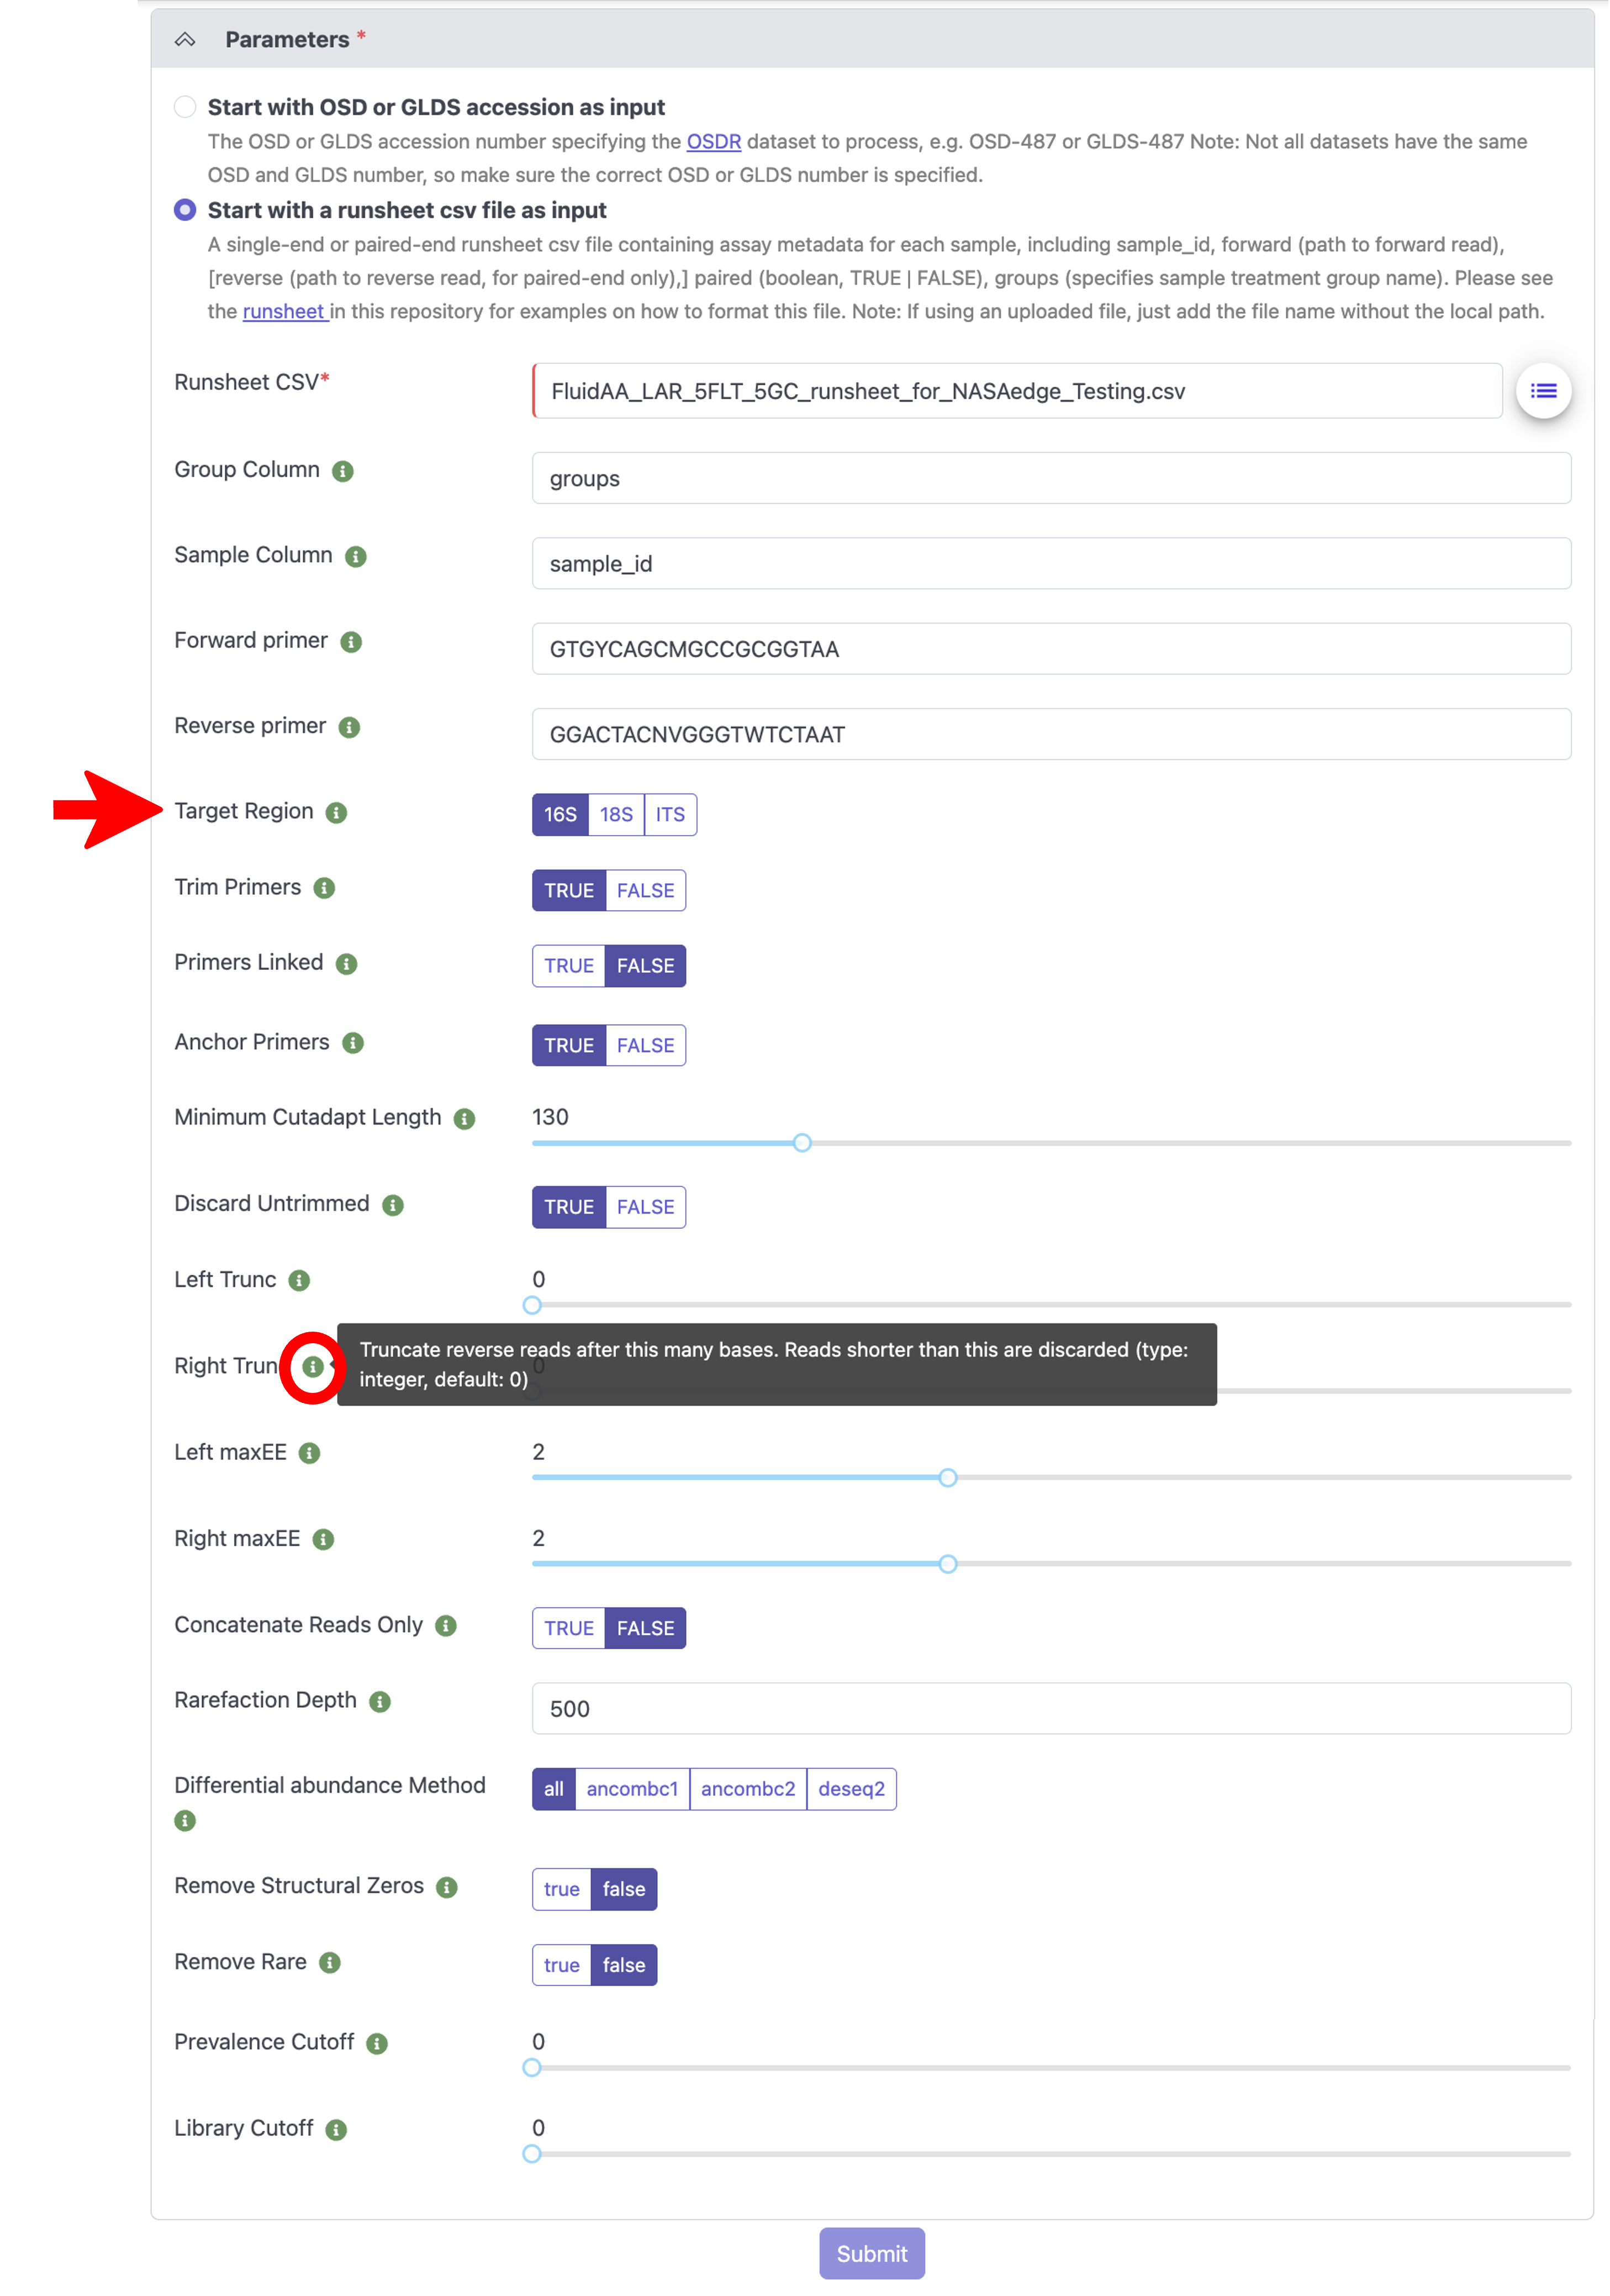 Parameters *
Start with OSD or GLDS accession as input
The OSD or GLDS accession number specifying the OSDR dataset to process, e.g. OSD-487 or GLDS-487 Note: Not all datasets have the same
OSD and GLDS number, so make sure the correct OSD or GLDS number is specified.
Start with a runsheet csv file as input
A single-end or paired-end runsheet csv file containing assay metadata for each sample, including sample_id, forward (path to forward read),
[reverse (path to reverse read, for paired-end only),] paired (boolean, TRUE | FALSE), groups (specifies sample treatment group name). Please see
the runsheet in this repository for examples on how to format this file. Note: If using an uploaded file, just add the file name without the local path.
Runsheet CSV* FluidAA_LAR_5FLT_5GC_runsheet_for_NASAedge_Testing.csv
Group Column groups
Sample Column sample_id
Forward primer GTGYCAGCMGCCGCGGTAA
Reverse primer GGACTACNVGGGTWTCTAAT
Target Region 16S 18S ITS
Trim Primers TRUE FALSE
Primers Linked TRUE FALSE
Anchor Primers TRUE FALSE
Minimum Cutadapt Length 130
Discard Untrimmed TRUE FALSE
Left Trunc 0
Truncate reverse reads after this many bases. Reads shorter than this are discarded (type:
Right Trunc 0
integer, default: 0)
Left maxEE 2
Right maxEE 2
Concatenate Reads Only TRUE FALSE
Rarefaction Depth 500
Differential abundance Method all ancombc1 ancombc2 deseq2
Remove Structural Zeros true false
Remove Rare true false
Prevalence Cutoff 0
Library Cutoff 0
Submit